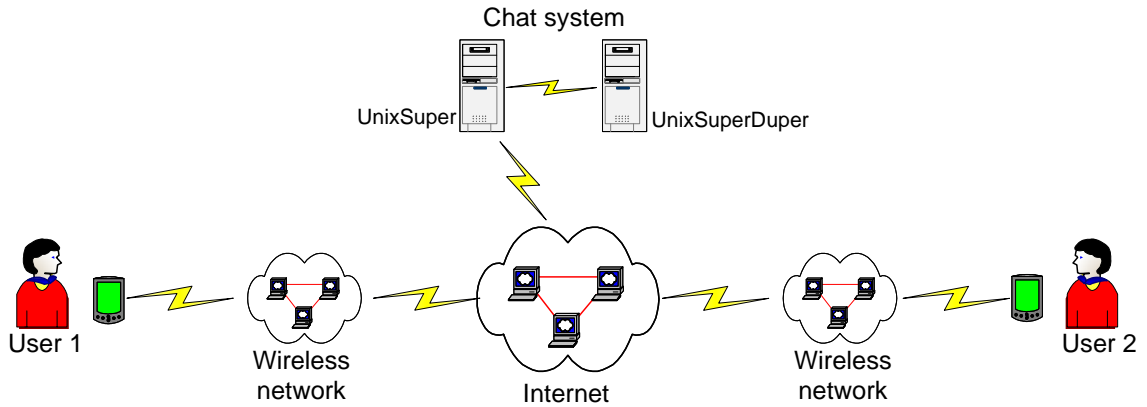 Chat system
UnixSuper
UnixSuperDuper
User 1
Wireless
network
Internet
Wireless
network
User 2